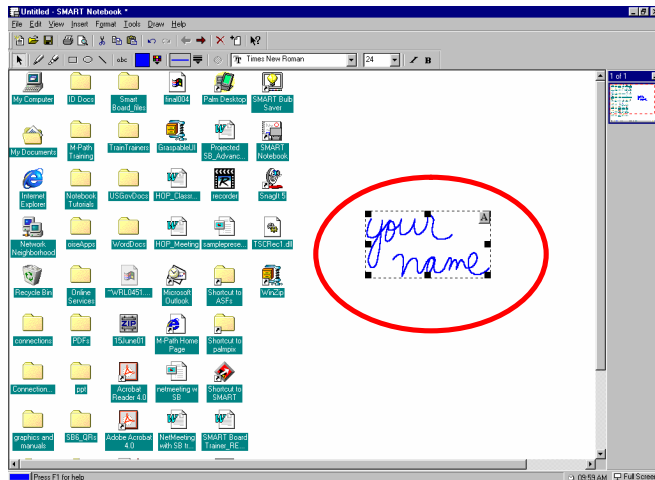 Untitled - SMART Notebook *
File Edit View Insert Format Tools Draw Help
abc Times New Roman 24 I B
My Computer ID Docs Smart Board_files final004 Palm Desktop SMART Bulb Saver
My Documents M-Path Training TrainTrainers GraspableUI Projected SB_Advanc... SMART Notebook
Internet Explorer Notebook Tutorials USGovDocs HOP_Classr... recorder SnagIt 5
Network Neighborhood oiseApps WordDocs HOP_Meeting sampleprese... TSCRec1.dll
Recycle Bin Online Services ~WRL0451.... Microsoft Outlook Shortcut to ASFs WinZip
connections PDFs 15June01 M-Path Home Page Shortcut to palmpix
Connection... ppt Acrobat Reader 4.0 netmeeting w SB Shortcut to SMART
graphics and manuals SB6_QRs Adobe Acrobat 4.0 NetMeeting with SB tr... SMART Board Trainer_RE...
A
your
name
1 of 1
Press F1 for help 09:59 AM Full Screen